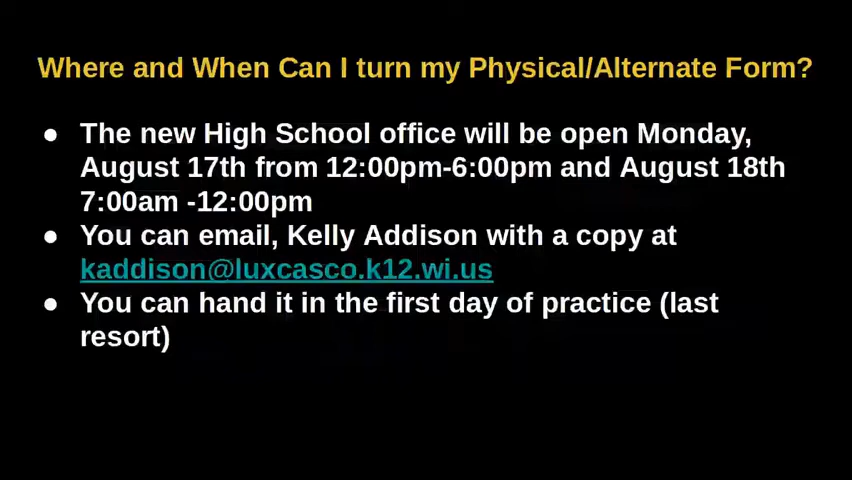 Where and When Can I turn my Physical/Alternate Form?
● The new High School office will be open Monday,
August 17th from 12:00pm-6:00pm and August 18th
7:00am -12:00pm
● You can email, Kelly Addison with a copy at
kaddison@luxcasco.k12.wi.us
● You can hand it in the first day of practice (last
resort)